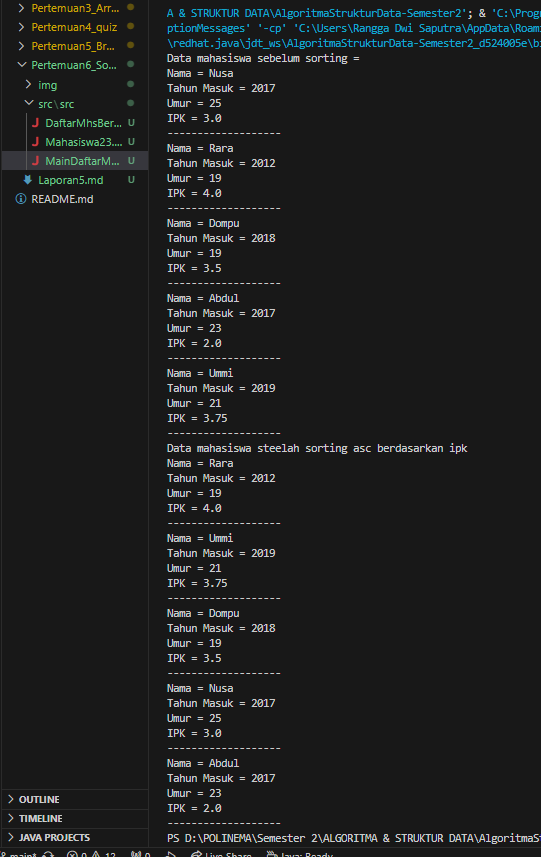 Pertemuan3_Arr...
Pertemuan4_quiz
Pertemuan5_Br...
Pertemuan6_So...
img
src\src
DaftarMhsBer... U
Mahasiswa23.... U
MainDaftarM... U
Laporan5.md U
README.md
OUTLINE
TIMELINE
JAVA PROJECTS
A & STRUKTUR DATA\AlgoritmaStrukturData-Semester2'; & 'C:\Progr
ptionMessages' '-cp' 'C:\Users\Rangga Dwi Saputra\AppData\Roami
\redhat.java\jdt_ws\AlgoritmaStrukturData-Semester2_d524005e\bi
Data mahasiswa sebelum sorting =
Nama = Nusa
Tahun Masuk = 2017
Umur = 25
IPK = 3.0
-------------------
Nama = Rara
Tahun Masuk = 2012
Umur = 19
IPK = 4.0
-------------------
Nama = Dompu
Tahun Masuk = 2018
Umur = 19
IPK = 3.5
-------------------
Nama = Abdul
Tahun Masuk = 2017
Umur = 23
IPK = 2.0
-------------------
Nama = Ummi
Tahun Masuk = 2019
Umur = 21
IPK = 3.75
-------------------
Data mahasiswa steelah sorting asc berdasarkan ipk
Nama = Rara
Tahun Masuk = 2012
Umur = 19
IPK = 4.0
-------------------
Nama = Ummi
Tahun Masuk = 2019
Umur = 21
IPK = 3.75
-------------------
Nama = Dompu
Tahun Masuk = 2018
Umur = 19
IPK = 3.5
-------------------
Nama = Nusa
Tahun Masuk = 2017
Umur = 25
IPK = 3.0
-------------------
Nama = Abdul
Tahun Masuk = 2017
Umur = 23
IPK = 2.0
-------------------
PS D:\POLINEMA\Semester 2\ALGORITMA & STRUKTUR DATA\AlgoritmaSt
main* 0 12 0 Live Share Java: Ready